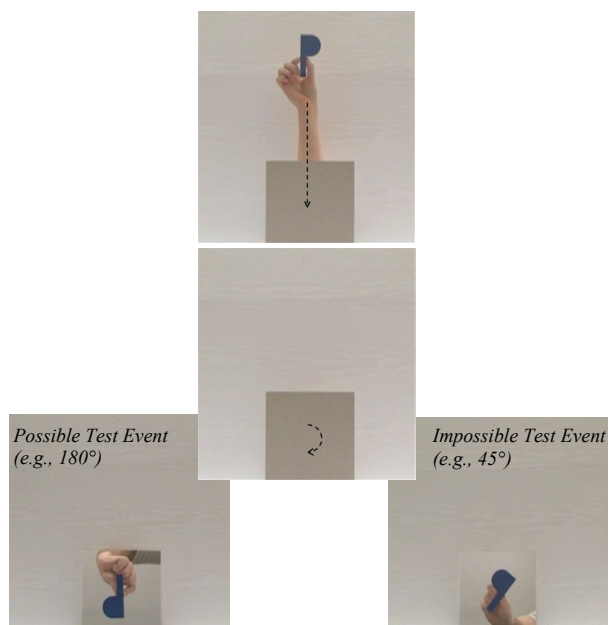 Possible Test Event
(e.g., 180°)
Impossible Test Event
(e.g., 45°)